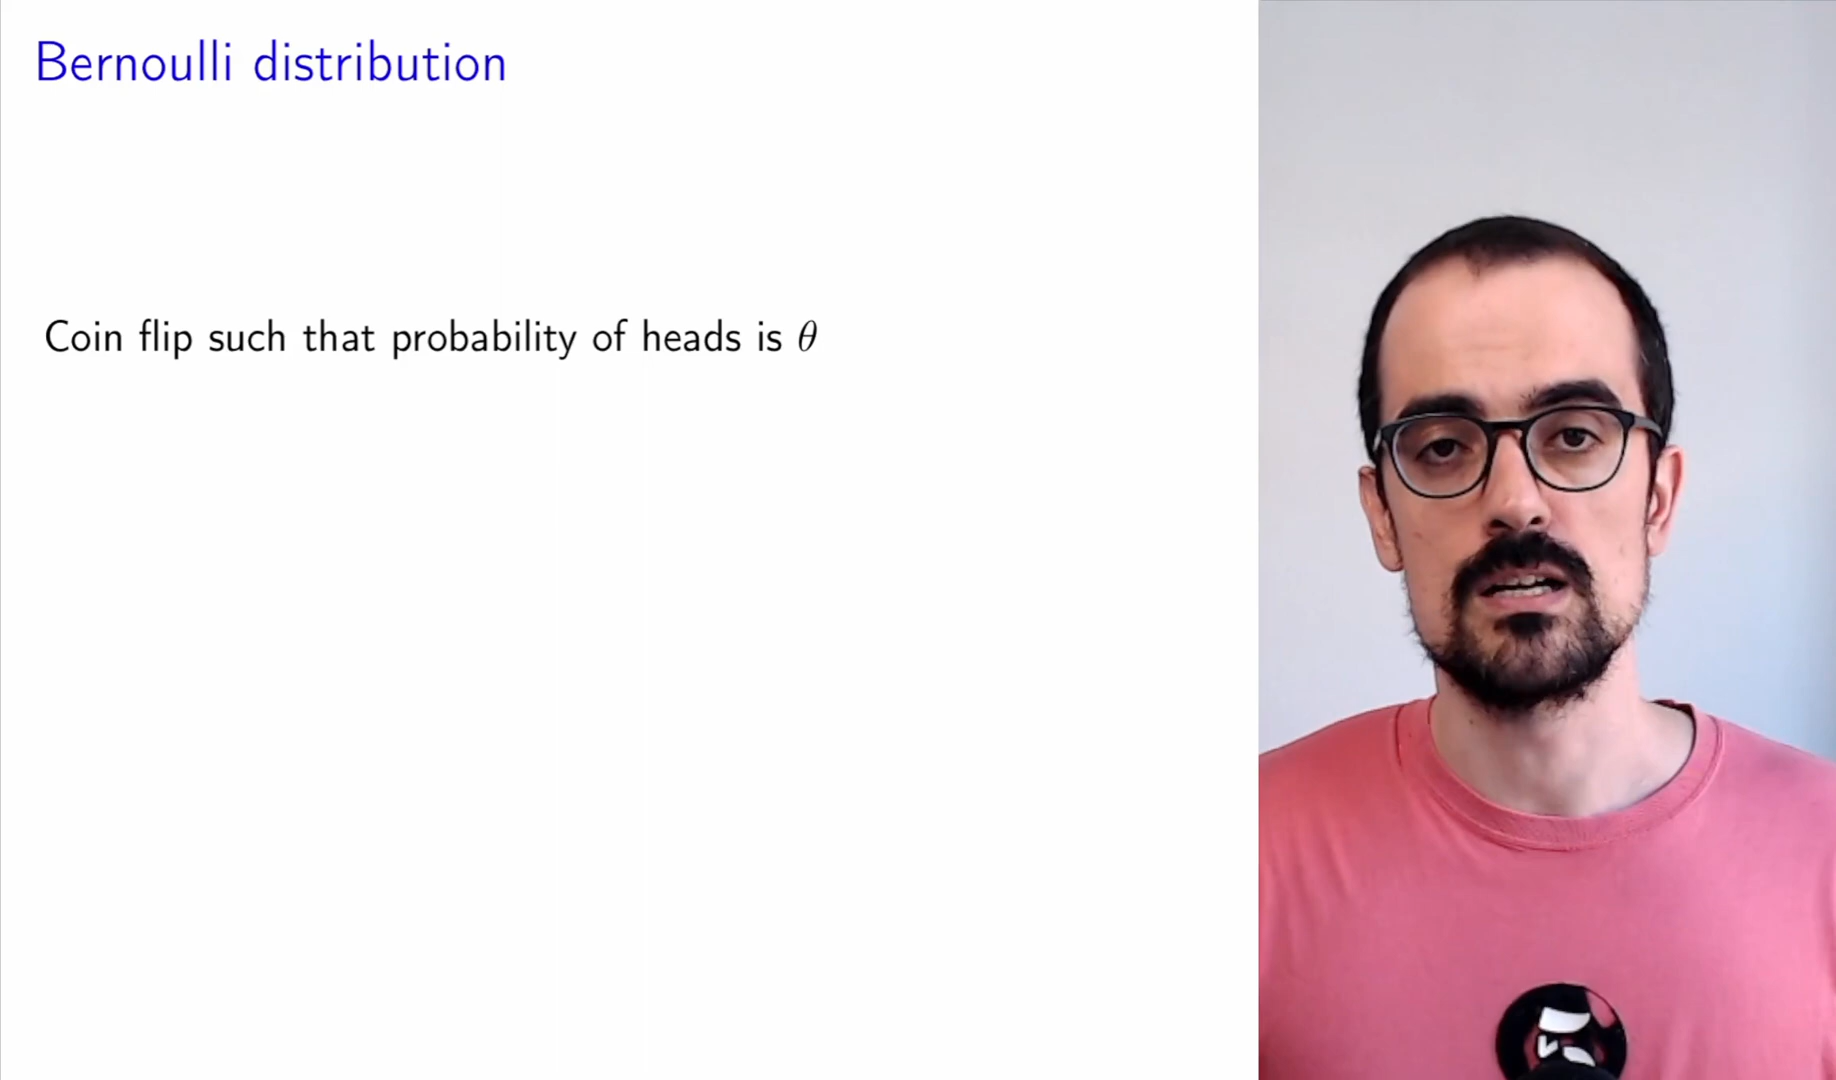 Bernoulli distribution
Coin flip such that probability of heads is θ